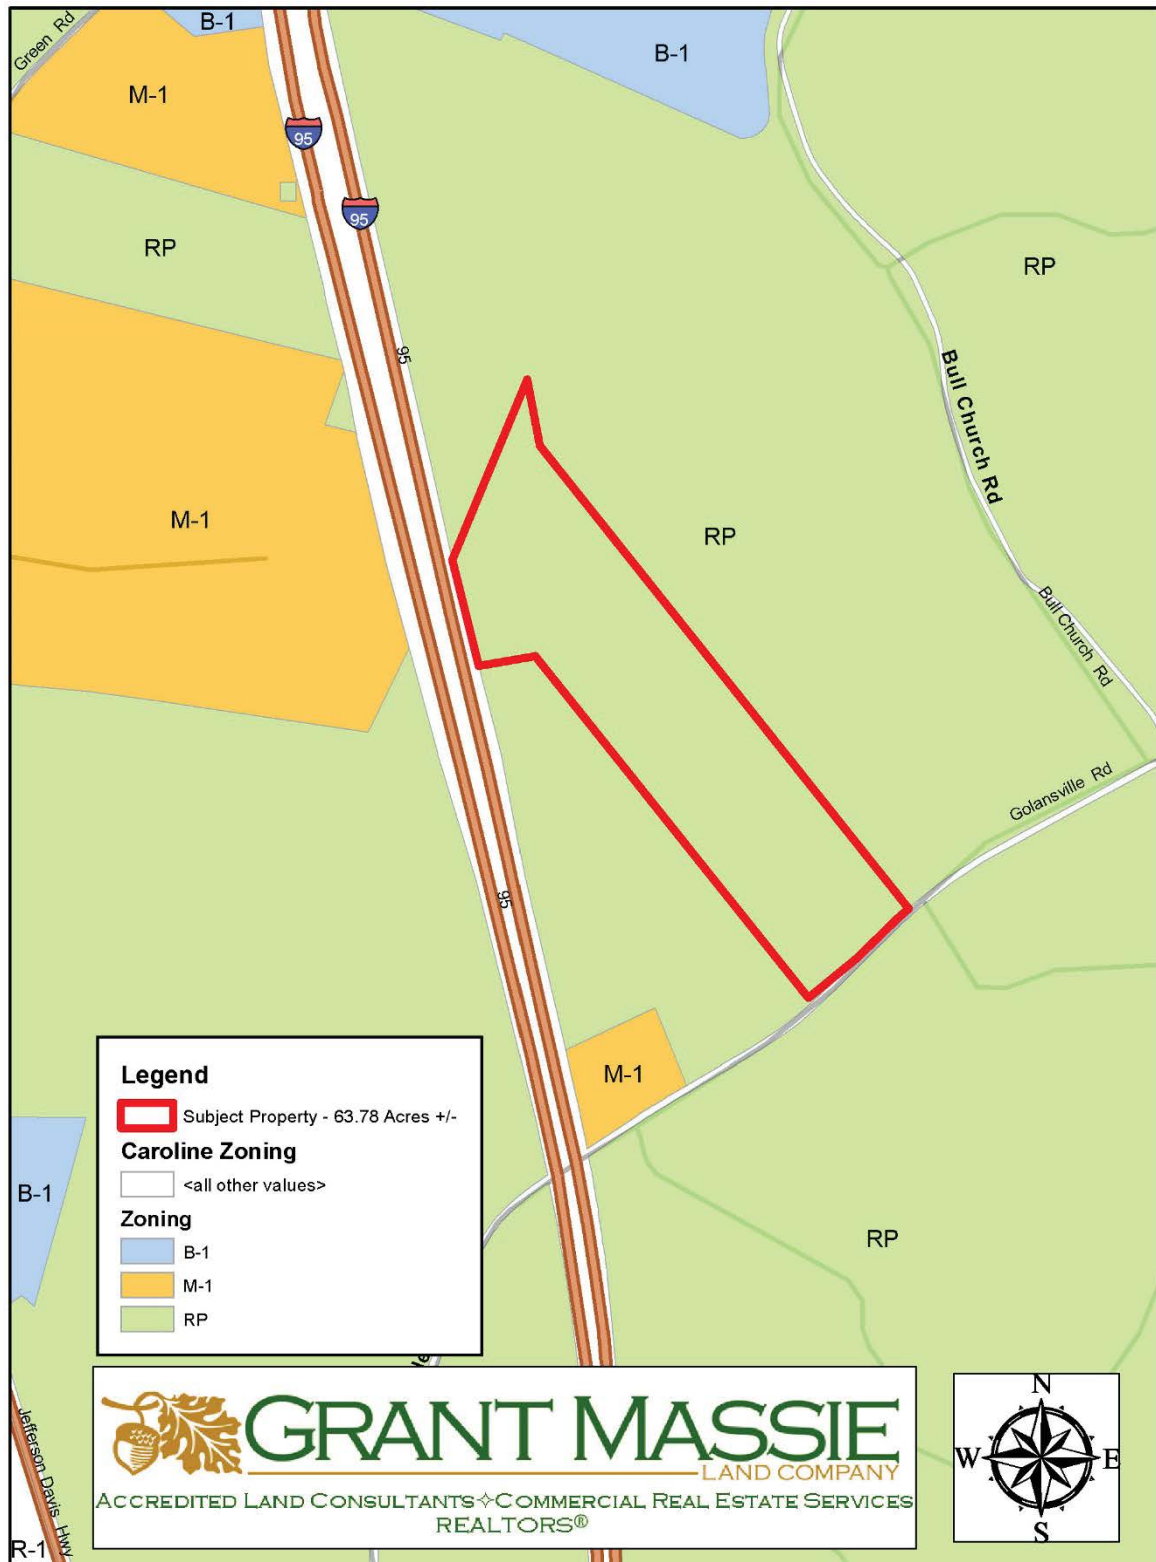 Green Rd
B-1
B-1
M-1
95
95
RP
RP
95
Bull Church Rd
M-1
RP
Bull Church Rd
Golansville Rd
95
M-1
Legend
Subject Property - 63.78 Acres +/-
Caroline Zoning
<all other values>
Zoning
B-1
M-1
RP
B-1
RP
Jefferson Davis Hwy
R-1
GRANT MASSIE
LAND COMPANY
ACCREDITED LAND CONSULTANTS✧COMMERCIAL REAL ESTATE SERVICES
REALTORS®
N
W E
S